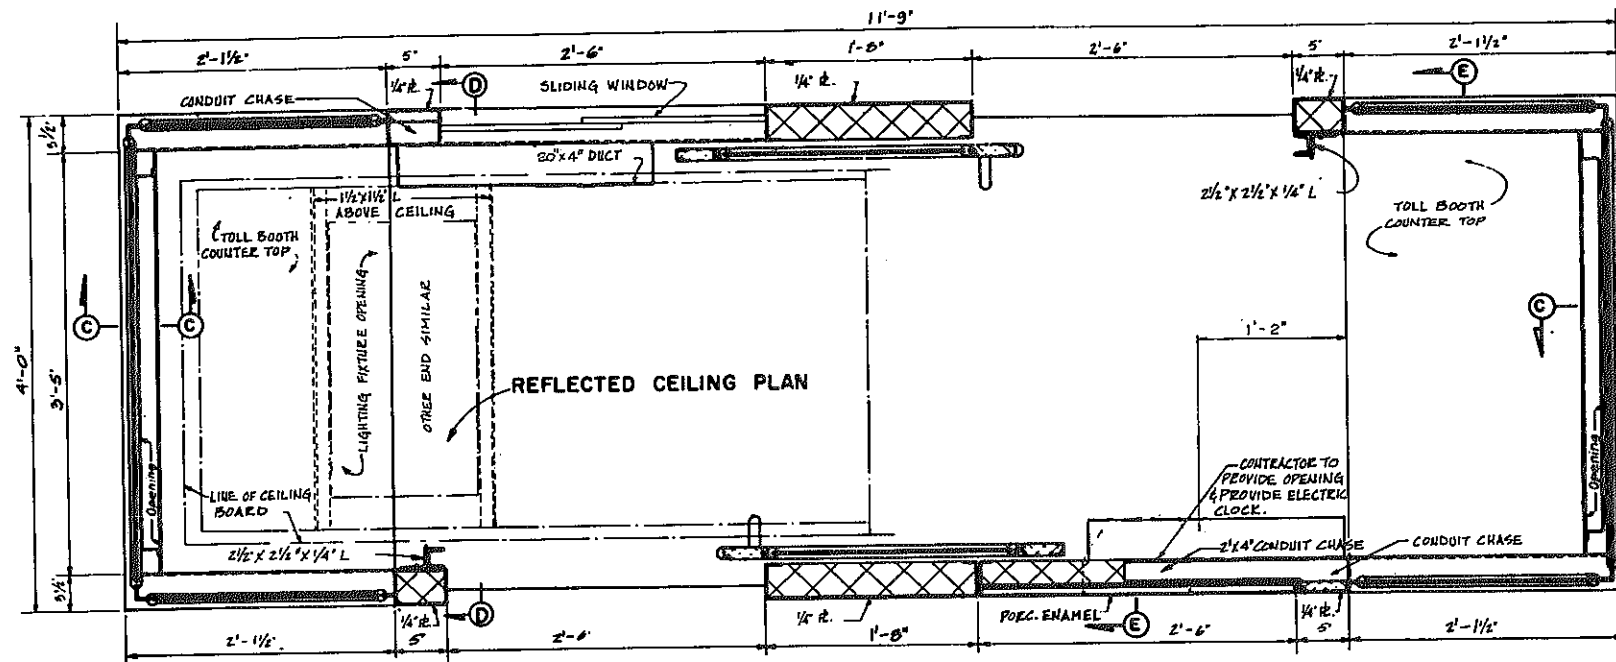 11'-9"
2'-1½"
5"
2'-6"
1'-8"
2'-6"
5"
2'-1½"
¼" ℞.
D
SLIDING WINDOW
¼" ℞.
¼" ℞.
E
CONDUIT CHASE
3½"
20"x4" DUCT
2½" x 2½" x ¼" L
1½"x1½" L
ABOVE CEILING
TOLL BOOTH
COUNTER TOP
TOLL BOOTH
COUNTER TOP
LIGHTING FIXTURE OPENING
OTHER END SIMILAR
C
C
C
4'-0"
3'-5"
1'-2"
REFLECTED CEILING PLAN
Opening
Opening
LINE OF CEILING
BOARD
CONTRACTOR TO
PROVIDE OPENING
& PROVIDE ELECTRIC
CLOCK.
2½" x 2½" x ¼" L
2"x4" CONDUIT CHASE
CONDUIT CHASE
3½"
¼" ℞.
D
¼" ℞.
PORC. ENAMEL
E
¼" ℞.
2'-1½"
5"
2'-6"
1'-8"
2'-6"
5"
2'-1½"